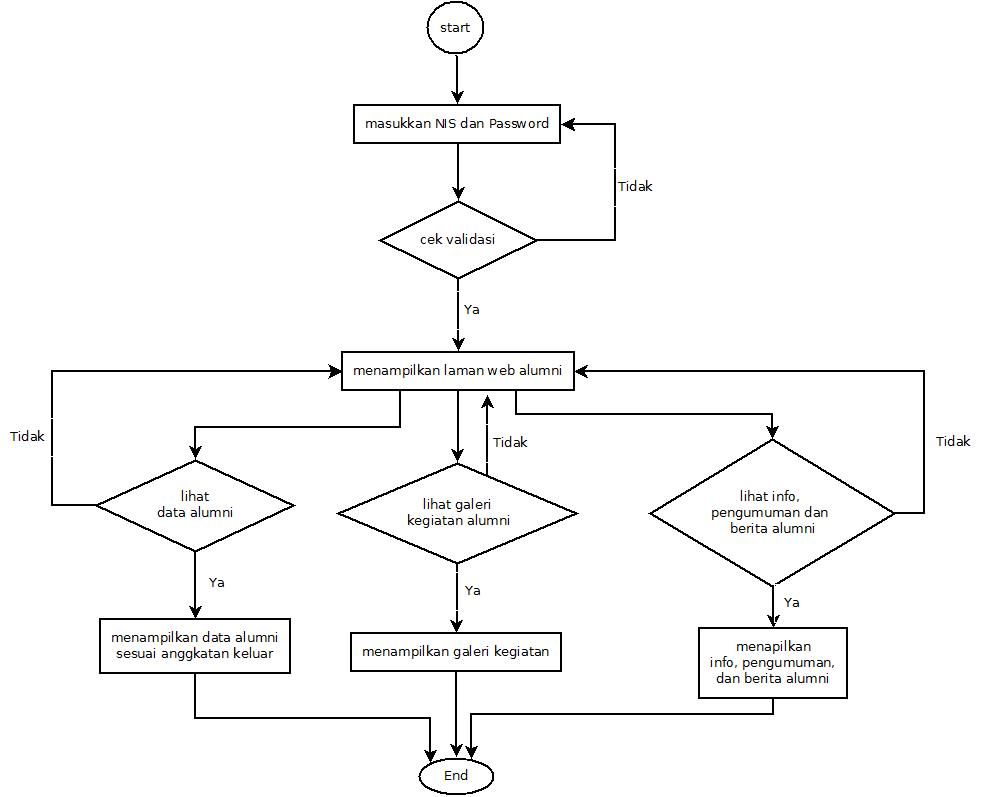 start
masukkan NIS dan Password
Tidak
cek validasi
Ya
menampilkan laman web alumni
Tidak
Tidak
Tidak
lihat
data alumni
lihat galeri
kegiatan alumni
lihat info,
pengumuman dan
berita alumni
Ya
Ya
Ya
menampilkan data alumni
sesuai anggkatan keluar
menampilkan galeri kegiatan
menapilkan
info, pengumuman,
dan berita alumni
End